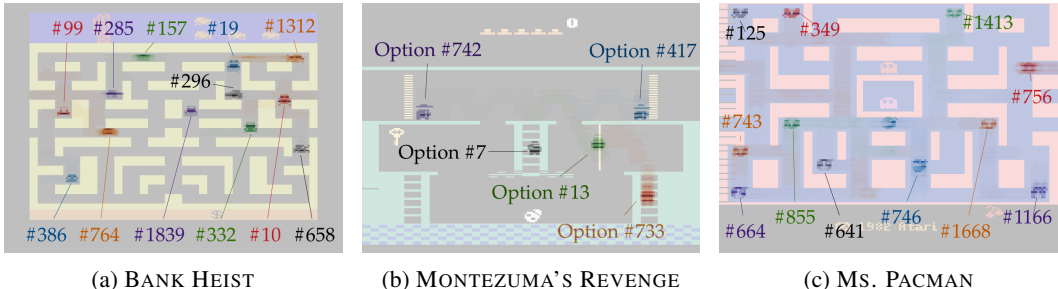 #99 #285 #157 #19 #1312
#296
#386 #764 #1839 #332 #10 #658
(a) BANK HEIST
Option #742 Option #417
Option #7
Option #13
Option #733
(b) MONTEZUMA'S REVENGE
#125 #349 #1413
#756
#743
#664 #855 #641 #746 #1668 #1166
1982 Atari
(c) MS. PACMAN